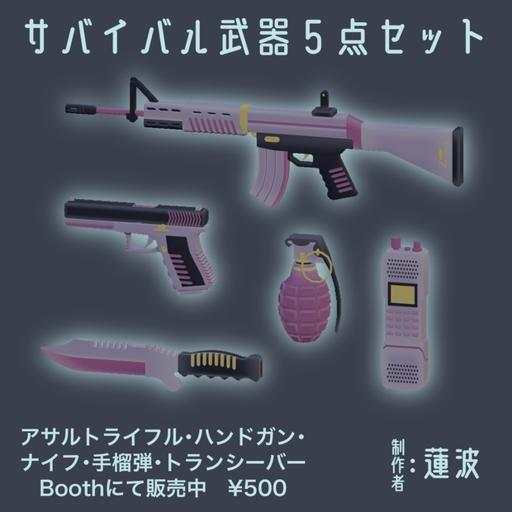 サバイバル武器５点セット
アサルトライフル・ハンドガン・
ナイフ・手榴弾・トランシーバー
Boothにて販売中　¥500
制作者：蓮波